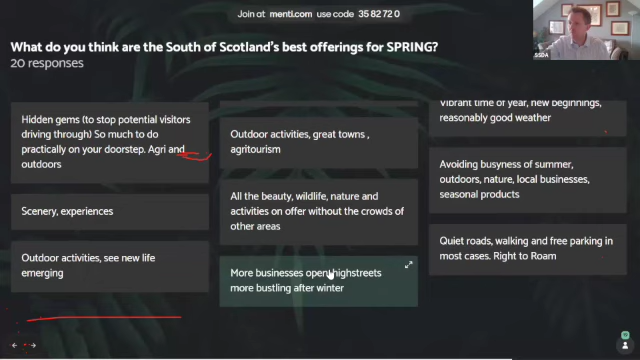 Join at menti.com use code 35 82 72 0
What do you think are the South of Scotland's best offerings for SPRING?
20 responses
Hidden gems (to stop potential visitors
driving through) So much to do
practically on your doorstep. Agri and
outdoors
Scenery, experiences
Outdoor activities, see new life
emerging
Outdoor activities, great towns ,
agritourism
All the beauty, wildlife, nature and
activities on offer without the crowds of
other areas
More businesses open, highstreets
more bustling after winter
Vibrant time of year, new beginnings,
reasonably good weather
Avoiding busyness of summer,
outdoors, nature, local businesses,
seasonal products
Quiet roads, walking and free parking in
most cases. Right to Roam
SSDA